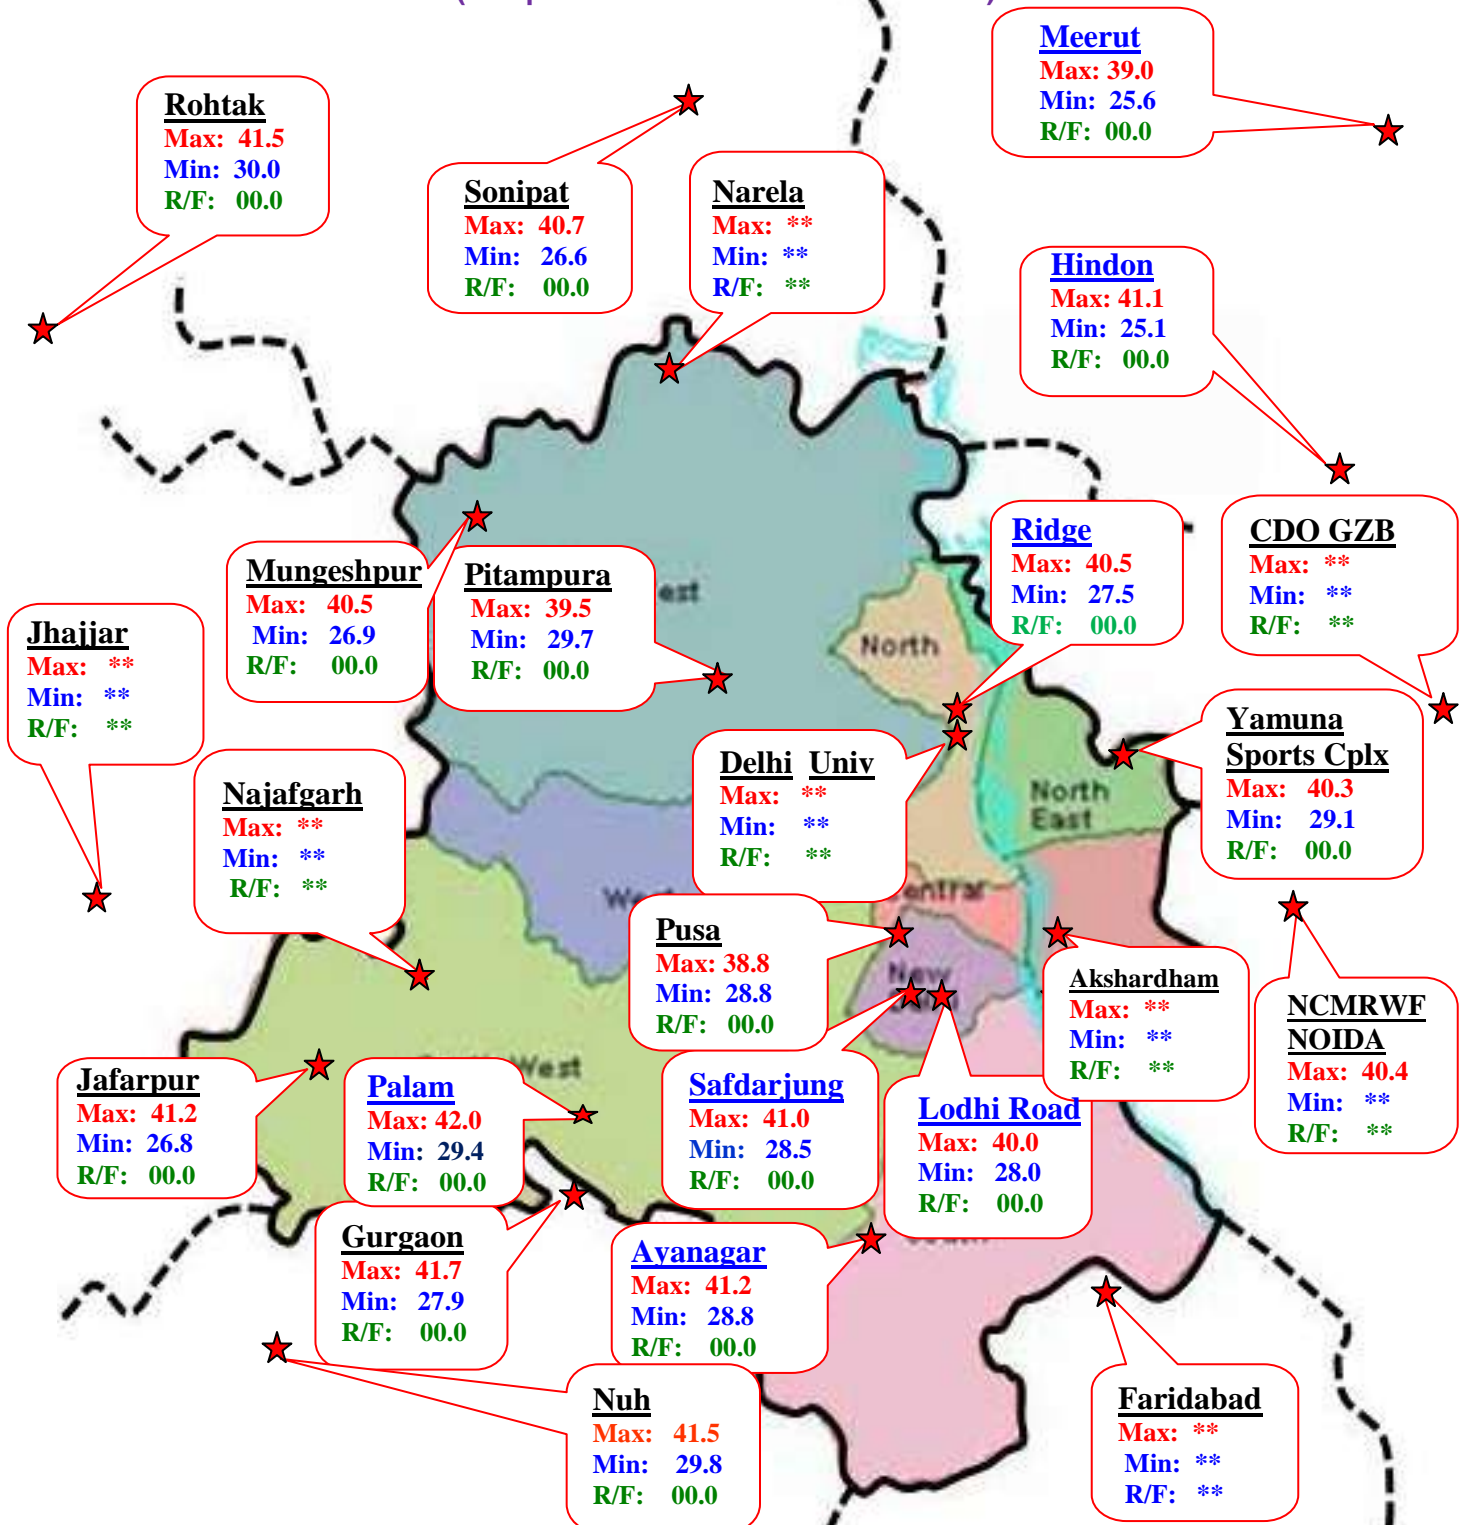 Meerut
Max: 39.0
Min: 25.6
R/F: 00.0
Rohtak
Max: 41.5
Min: 30.0
R/F: 00.0
Sonipat
Max: 40.7
Min: 26.6
R/F: 00.0
Narela
Max: **
Min: **
R/F: **
Hindon
Max: 41.1
Min: 25.1
R/F: 00.0
Ridge
Max: 40.5
Min: 27.5
R/F: 00.0
CDO GZB
Max: **
Min: **
R/F: **
Mungeshpur
Max: 40.5
Min: 26.9
R/F: 00.0
Pitampura
Max: 39.5
Min: 29.7
R/F: 00.0
est
North
Jhajjar
Max: **
Min: **
R/F: **
Yamuna
Sports Cplx
Max: 40.3
Min: 29.1
R/F: 00.0
Delhi Univ
Max: **
Min: **
R/F: **
North
East
Najafgarh
Max: **
Min: **
R/F: **
entral
Pusa
Max: 38.8
Min: 28.8
R/F: 00.0
New
Akshardham
Max: **
Min: **
R/F: **
NCMRWF
NOIDA
Max: 40.4
Min: **
R/F: **
West
Jafarpur
Max: 41.2
Min: 26.8
R/F: 00.0
Palam
Max: 42.0
Min: 29.4
R/F: 00.0
Safdarjung
Max: 41.0
Min: 28.5
R/F: 00.0
Lodhi Road
Max: 40.0
Min: 28.0
R/F: 00.0
Gurgaon
Max: 41.7
Min: 27.9
R/F: 00.0
Ayanagar
Max: 41.2
Min: 28.8
R/F: 00.0
Nuh
Max: 41.5
Min: 29.8
R/F: 00.0
Faridabad
Max: **
Min: **
R/F: **